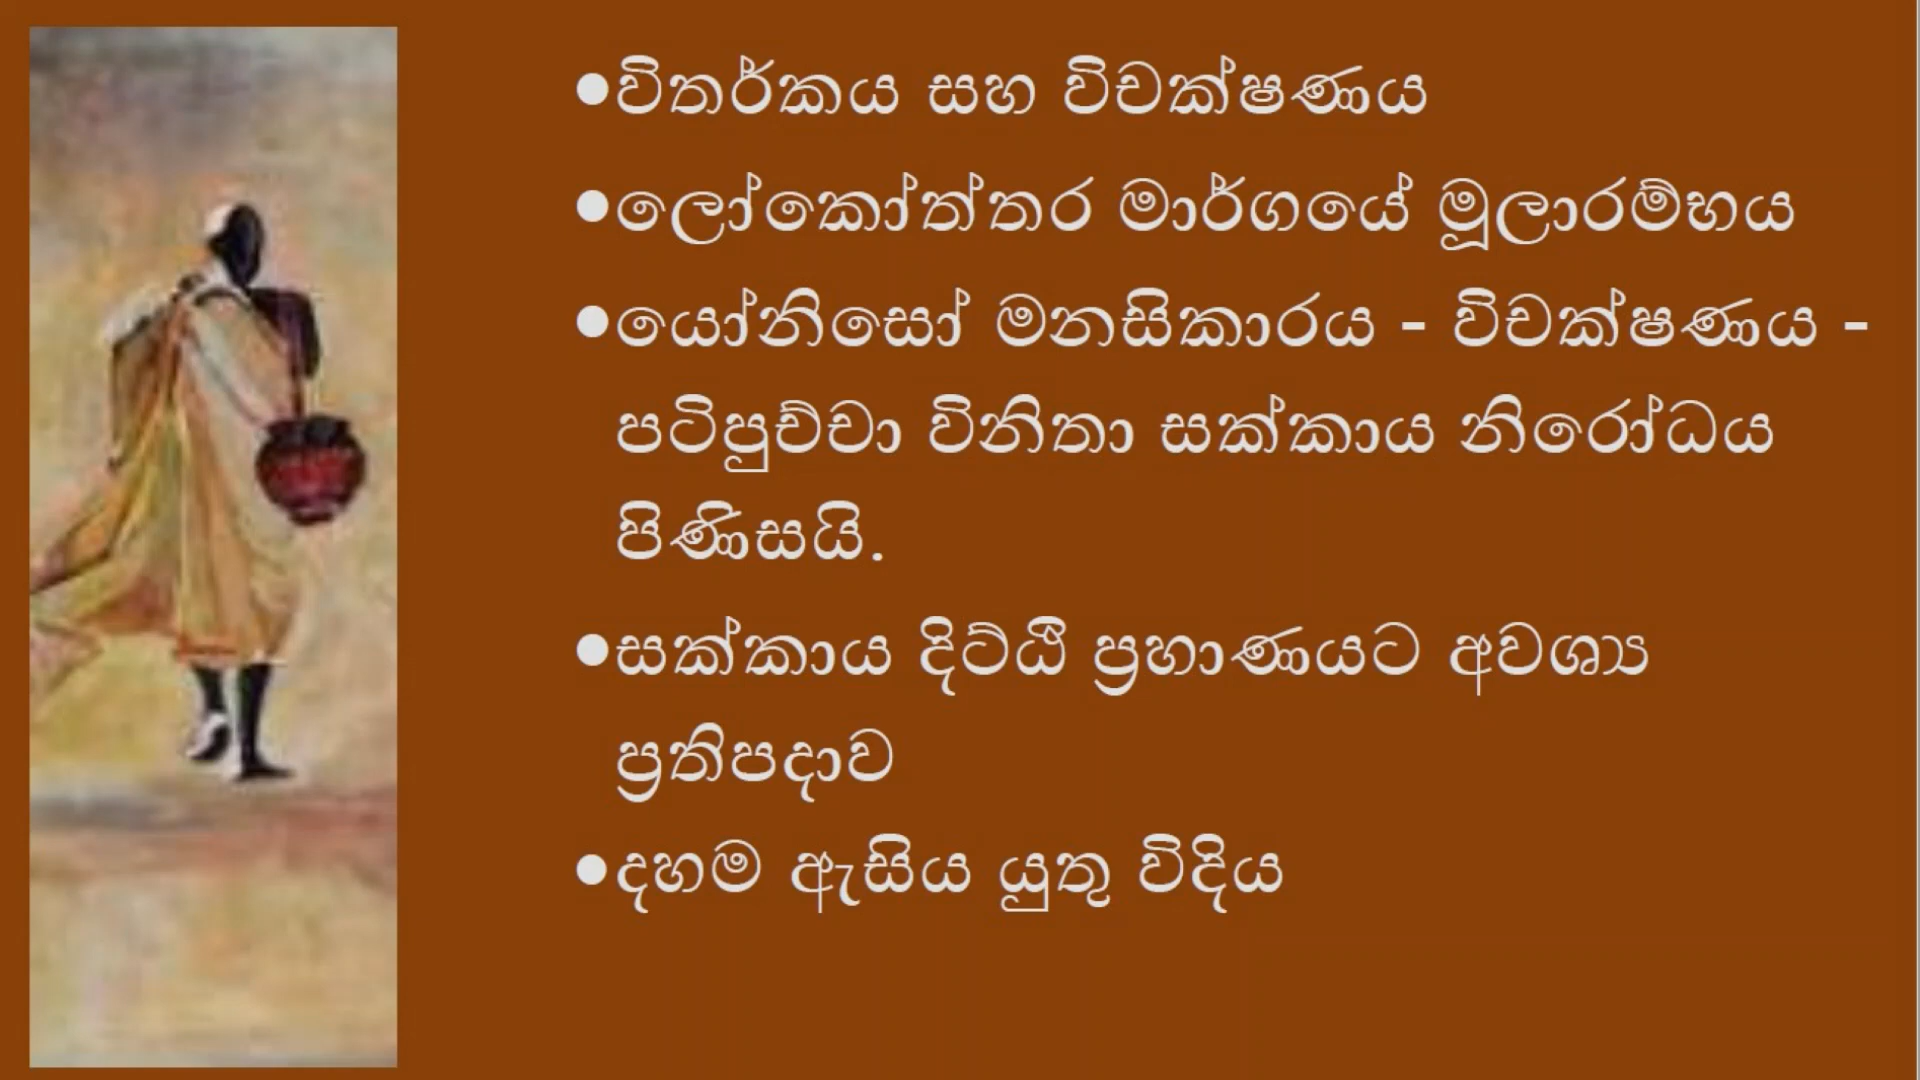 •විතර්කය සහ විචක්ෂණය
•ලෝකෝත්තර මාර්ගයේ මූලාරම්භය
•යෝනිසෝ මනසිකාරය - විචක්ෂණය -
පටිපුච්චා විනිතා සක්කාය නිරෝධය
පිණිසයි.
•සක්කාය දිට්ඨි ප්‍රහාණයට අවශ්‍ය
ප්‍රතිපදාව
•දහම ඇසිය යුතු විදිය